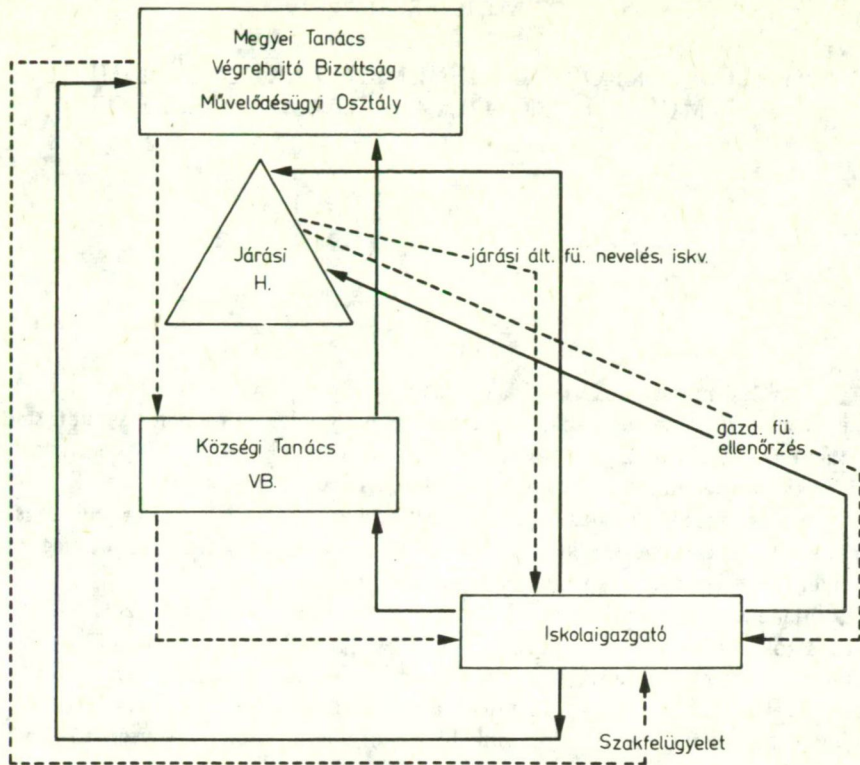 Megyei Tanács
Végrehajtó Bizottság
Művelődésügyi Osztály
Járási
H.
járási ált. fü. nevelés, iskv.
gazd. fü.
ellenőrzés
Községi Tanács
VB.
Iskolaigazgató
Szakfelügyelet